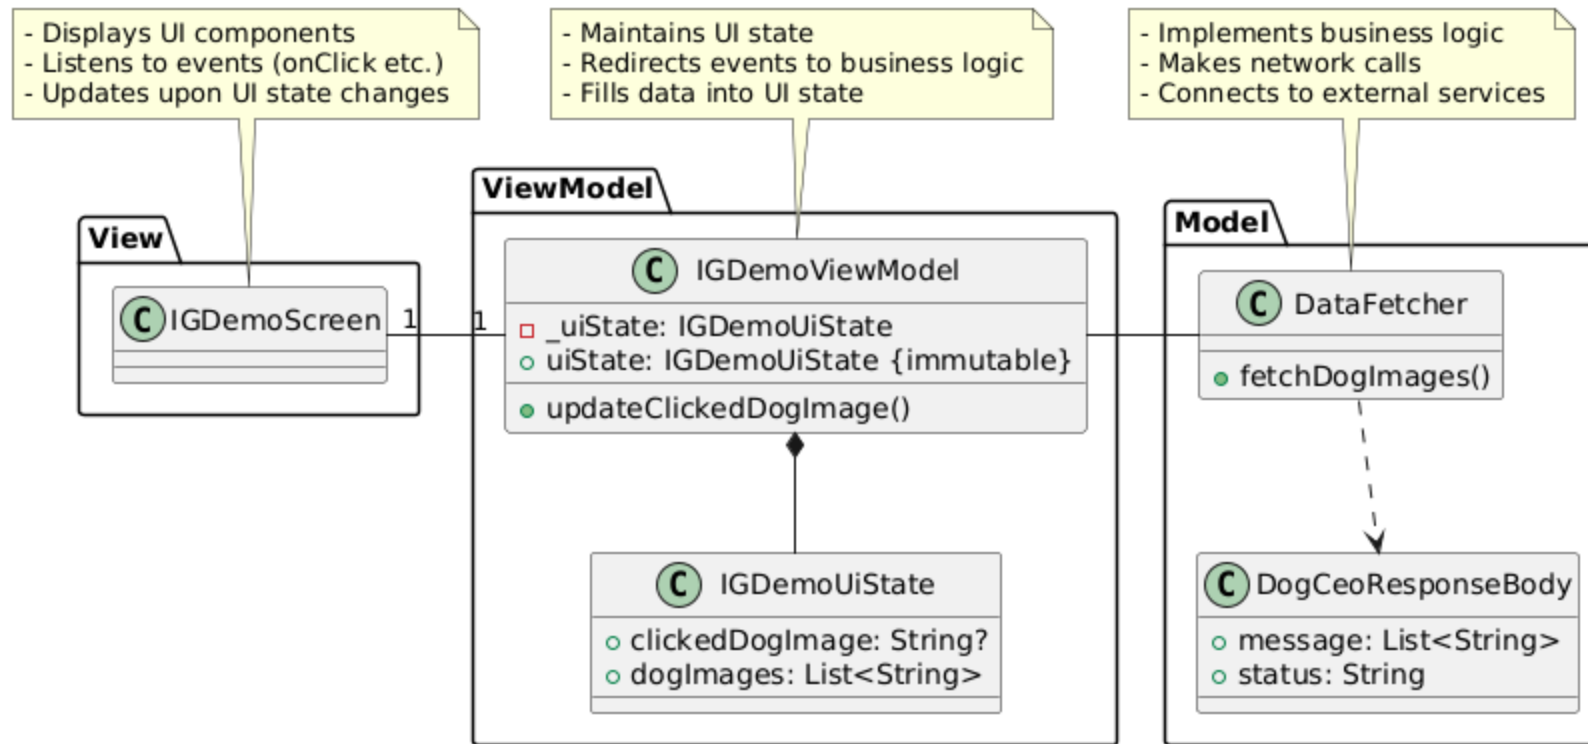 - Displays UI components
- Listens to events (onClick etc.)
- Updates upon UI state changes
- Maintains UI state
- Redirects events to business logic
- Fills data into UI state
- Implements business logic
- Makes network calls
- Connects to external services
View
C IGDemoScreen
1
1
ViewModel
C IGDemoViewModel
_uiState: IGDemoUiState
uiState: IGDemoUiState {immutable}
updateClickedDogImage()
C IGDemoUiState
clickedDogImage: String?
dogImages: List<String>
Model
C DataFetcher
fetchDogImages()
C DogCeoResponseBody
message: List<String>
status: String